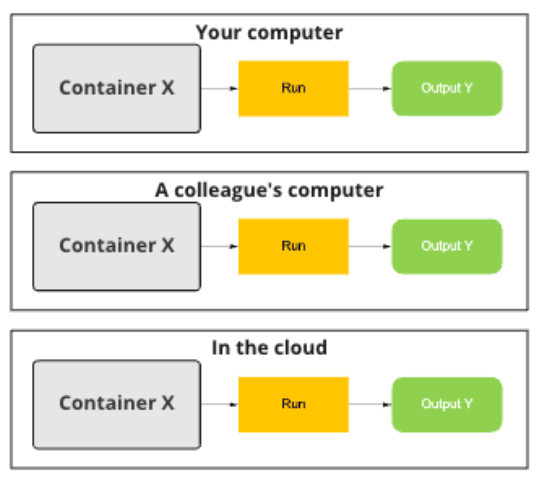 Your computer
Container X
Run
Output Y
A colleague's computer
Container X
Run
Output Y
In the cloud
Container X
Run
Output Y